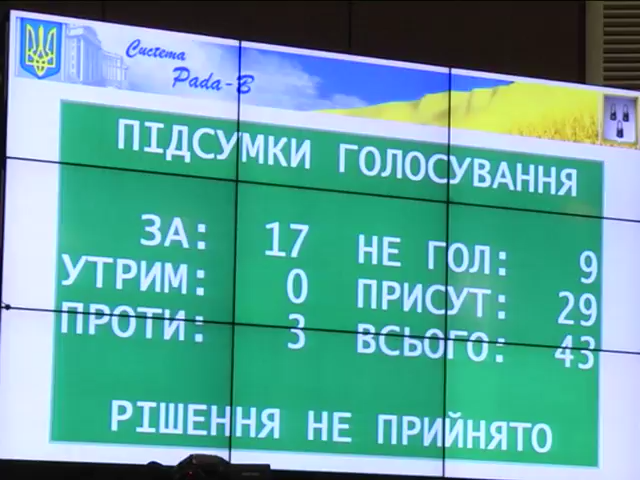 Система
Рада-В
ПІДСУМКИ ГОЛОСУВАННЯ
ЗА: 17 НЕ ГОЛ: 9
УТРИМ: 0 ПРИСУТ: 29
ПРОТИ: 3 ВСЬОГО: 43
РІШЕННЯ НЕ ПРИЙНЯТО